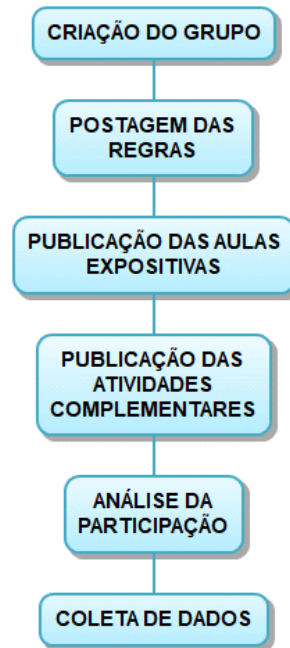 CRIAÇÃO DO GRUPO
POSTAGEM DAS
REGRAS
PUBLICAÇÃO DAS AULAS
EXPOSITIVAS
PUBLICAÇÃO DAS
ATIVIDADES
COMPLEMENTARES
ANÁLISE DA
PARTICIPAÇÃO
COLETA DE DADOS